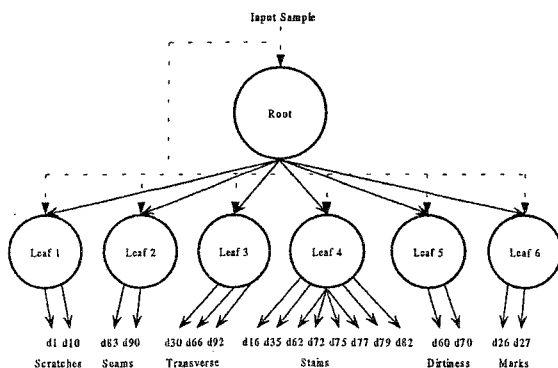 Input Sample
Root
Leaf 1 Leaf 2 Leaf 3 Leaf 4 Leaf 5 Leaf 6
d1 d10 d83 d90 d30 d66 d92 d16 d35 d62 d72 d75 d77 d79 d82 d60 d70 d26 d27
Scratches Seams Transverse Stains Dirtiness Marks